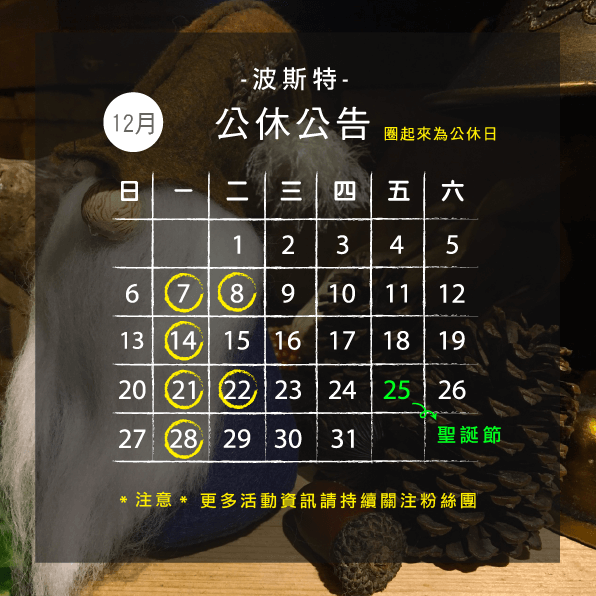 -波斯特-
12月
公休公告 圈起來為公休日
日 一 二 三 四 五 六
1 2 3 4 5
6 7 8 9 10 11 12
13 14 15 16 17 18 19
20 21 22 23 24 25 26
聖誕節
27 28 29 30 31
*注意* 更多活動資訊請持續關注粉絲團